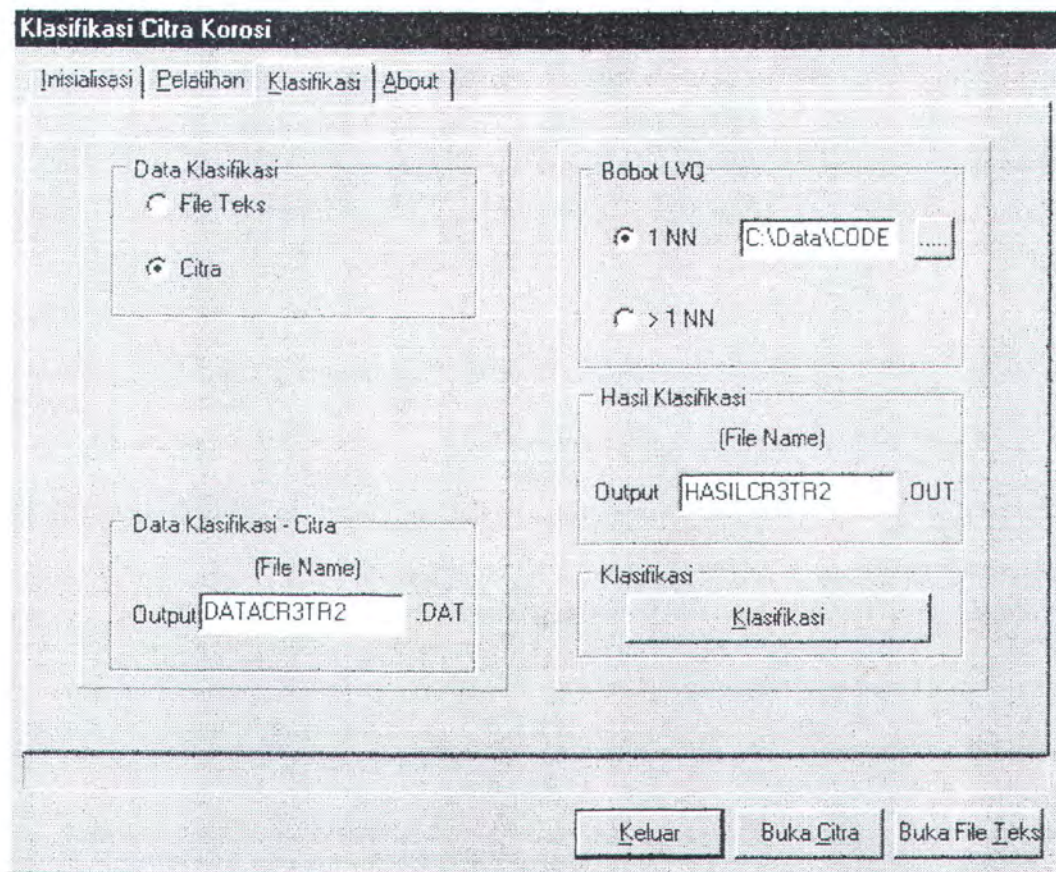 Klasifikasi Citra Korosi
Inisialisasi Pelatihan Klasifikasi About
Data Klasifikasi
File Teks
Citra
Data Klasifikasi - Citra
(File Name)
Output DATACR3TR2 .DAT
Bobot LVQ
1 NN C:\Data\CODE .....
> 1 NN
Hasil Klasifikasi
(File Name)
Output HASILCR3TR2 .OUT
Klasifikasi
Klasifikasi
Keluar Buka Citra Buka File Teks